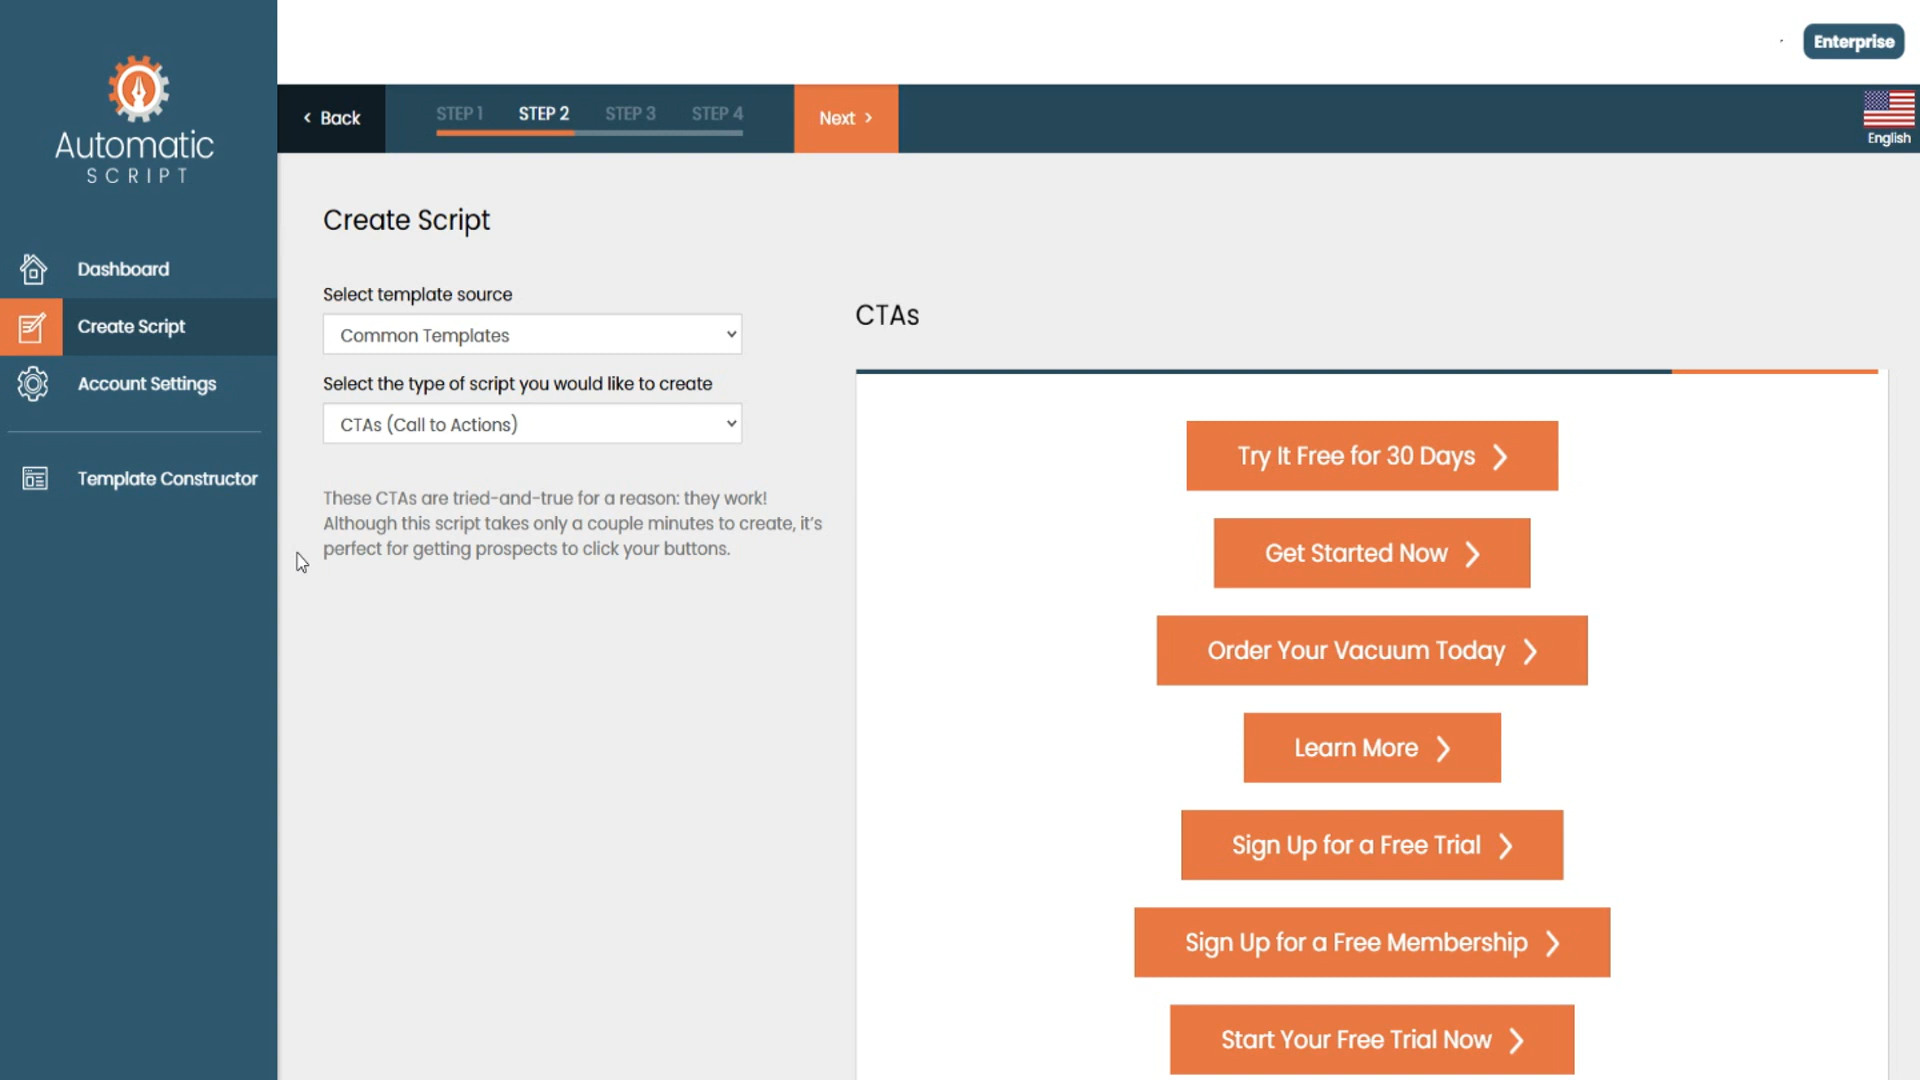 Enterprise
Automatic
SCRIPT
Back
STEP 1
STEP 2
STEP 3
STEP 4
Next
English
Dashboard
Create Script
Account Settings
Template Constructor
Create Script
Select template source
Common Templates
Select the type of script you would like to create
CTAs (Call to Actions)
These CTAs are tried-and-true for a reason: they work!
Although this script takes only a couple minutes to create, it's
perfect for getting prospects to click your buttons.
CTAs
Try It Free for 30 Days
Get Started Now
Order Your Vacuum Today
Learn More
Sign Up for a Free Trial
Sign Up for a Free Membership
Start Your Free Trial Now